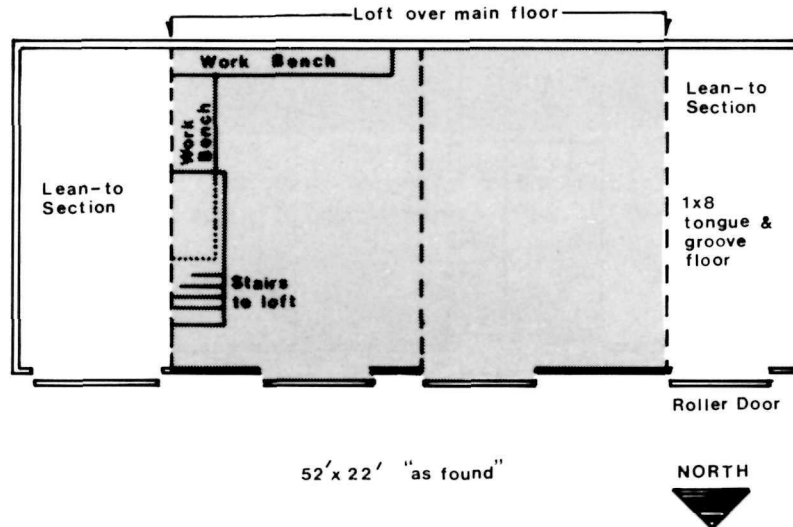 Loft over main floor
Work Bench
Work
Bench
Lean-to
Section
Lean-to
Section
1x8
tongue &
groove
floor
Stairs
to loft
Roller Door
52'x 22' "as found"
NORTH